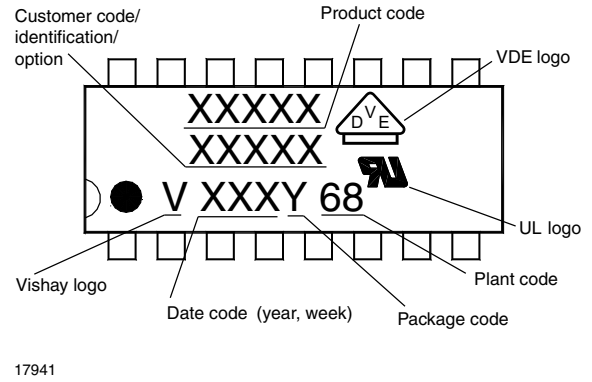 Customer code/
identification/
option
Product code
VDE logo
XXXXX
D V E
XXXXX
V XXXY 68
UL logo
Vishay logo
Plant code
Date code (year, week)
Package code
17941